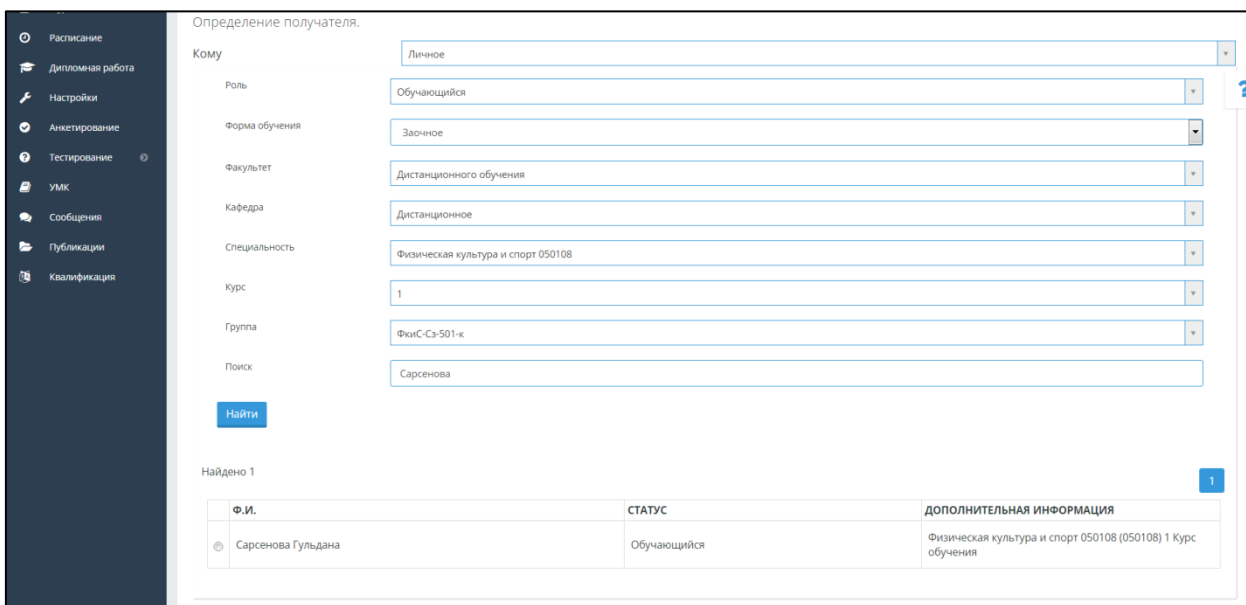 Расписание
Дипломная работа
Настройки
Анкетирование
Тестирование
УМК
Сообщения
Публикации
Квалификация
Определение получателя.
Кому
Личное
Роль
Обучающийся
Форма обучения
Заочное
Факультет
Дистанционного обучения
Кафедра
Дистанционное
Специальность
Физическая культура и спорт 050108
Курс
1
Группа
ФкиС-Сз-501-к
Поиск
Сарсенова
Найти
Найдено 1
1
Ф.И. СТАТУС ДОПОЛНИТЕЛЬНАЯ ИНФОРМАЦИЯ
Сарсенова Гульдана Обучающийся Физическая культура и спорт 050108 (050108) 1 Курс
обучения